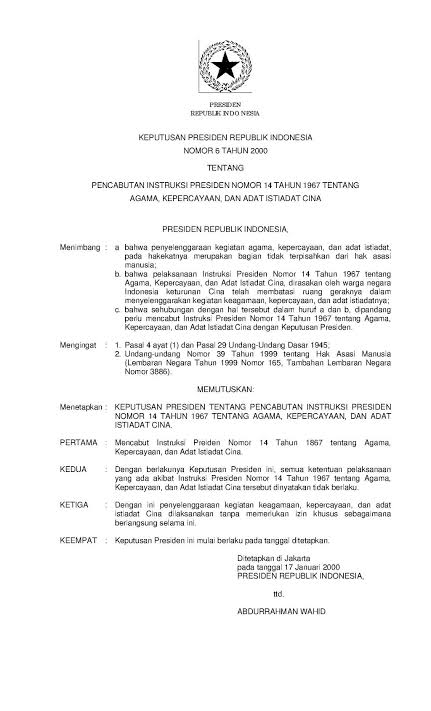 PRESIDEN
REPUBLIK INDONESIA
KEPUTUSAN PRESIDEN REPUBLIK INDONESIA
NOMOR 6 TAHUN 2000
TENTANG
PENCABUTAN INSTRUKSI PRESIDEN NOMOR 14 TAHUN 1967 TENTANG
AGAMA, KEPERCAYAAN, DAN ADAT ISTIADAT CINA
PRESIDEN REPUBLIK INDONESIA,
Menimbang : a bahwa penyelenggaraan kegiatan agama, kepercayaan, dan adat istiadat,
pada hakekatnya merupakan bagian tidak terpisahkan dari hak asasi
manusia;
b. bahwa pelaksanaan Instruksi Presiden Nomor 14 Tahun 1967 tentang
Agama, Kepercayaan, dan Adat Istiadat Cina, dirasakan oleh warga negara
Indonesia keturunan Cina telah membatasi ruang geraknya dalam
menyelenggarakan kegiatan keagamaan, kepercayaan, dan adat istiadatnya;
c. bahwa sehubungan dengan hal tersebut dalam huruf a dan b, dipandang
perlu mencabut Instruksi Presiden Nomor 14 Tahun 1967 tentang Agama,
Kepercayaan, dan Adat Istiadat Cina dengan Keputusan Presiden.
Mengingat : 1. Pasal 4 ayat (1) dan Pasal 29 Undang-Undang Dasar 1945;
2. Undang-undang Nomor 39 Tahun 1999 tentang Hak Asasi Manusia
(Lembaran Negara Tahun 1999 Nomor 165, Tambahan Lembaran Negara
Nomor 3886).
MEMUTUSKAN:
Menetapkan : KEPUTUSAN PRESIDEN TENTANG PENCABUTAN INSTRUKSI PRESIDEN
NOMOR 14 TAHUN 1967 TENTANG AGAMA, KEPERCAYAAN, DAN ADAT
ISTIADAT CINA.
PERTAMA : Mencabut Instruksi Preiden Nomor 14 Tahun 1867 tentang Agama,
Kepercayaan, dan Adat Istiadat Cina.
KEDUA : Dengan berlakunya Keputusan Presiden ini, semua ketentuan pelaksanaan
yang ada akibat Instruksi Presiden Nomor 14 Tahun 1967 tentang Agama,
Kepercayaan, dan Adat Istiadat Cina tersebut dinyatakan tidak berlaku.
KETIGA : Dengan ini penyelenggaraan kegiatan keagamaan, kepercayaan, dan adat
istiadat Cina dilaksanakan tanpa memerlukan izin khusus sebagaimana
berlangsung selama ini.
KEEMPAT : Keputusan Presiden ini mulai berlaku pada tanggal ditetapkan.
Ditetapkan di Jakarta
pada tanggal 17 Januari 2000
PRESIDEN REPUBLIK INDONESIA,
ttd.
ABDURRAHMAN WAHID